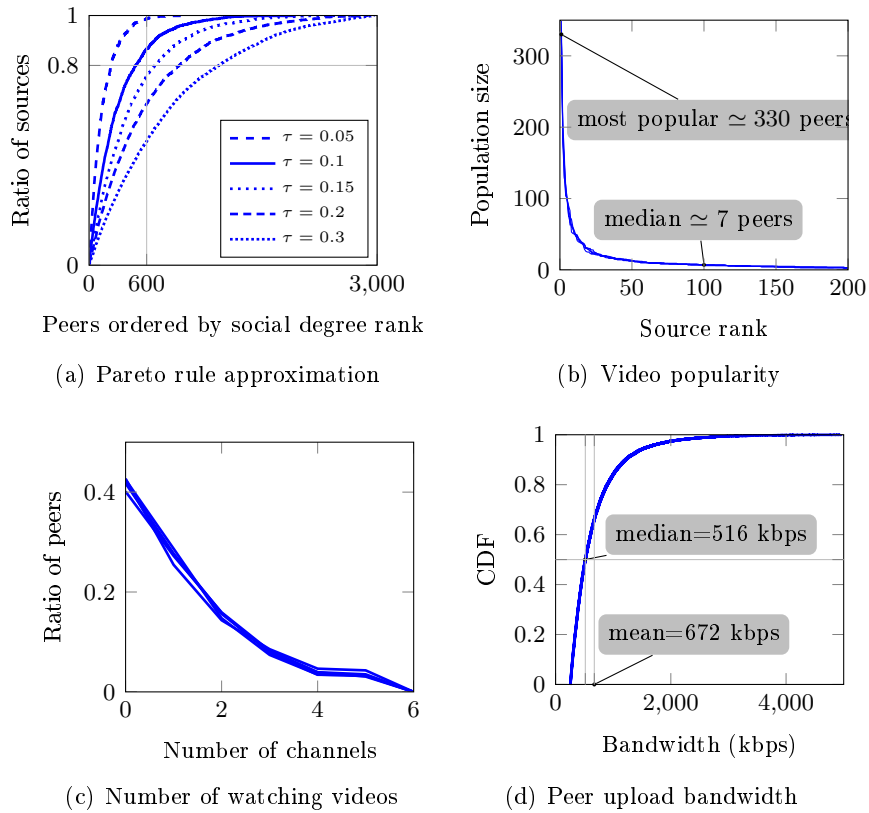 Ratio of sources
1
0.8
0
0
600
3,000
τ = 0.05
τ = 0.1
τ = 0.15
τ = 0.2
τ = 0.3
Peers ordered by social degree rank
(a) Pareto rule approximation
Population size
300
200
100
0
0
50
100
150
200
most popular ≃ 330 peers
median ≃ 7 peers
Source rank
(b) Video popularity
Ratio of peers
0.4
0.2
0
0
2
4
6
Number of channels
(c) Number of watching videos
CDF
1
0.8
0.6
0.4
0.2
0
0
2,000
4,000
median=516 kbps
mean=672 kbps
Bandwidth (kbps)
(d) Peer upload bandwidth